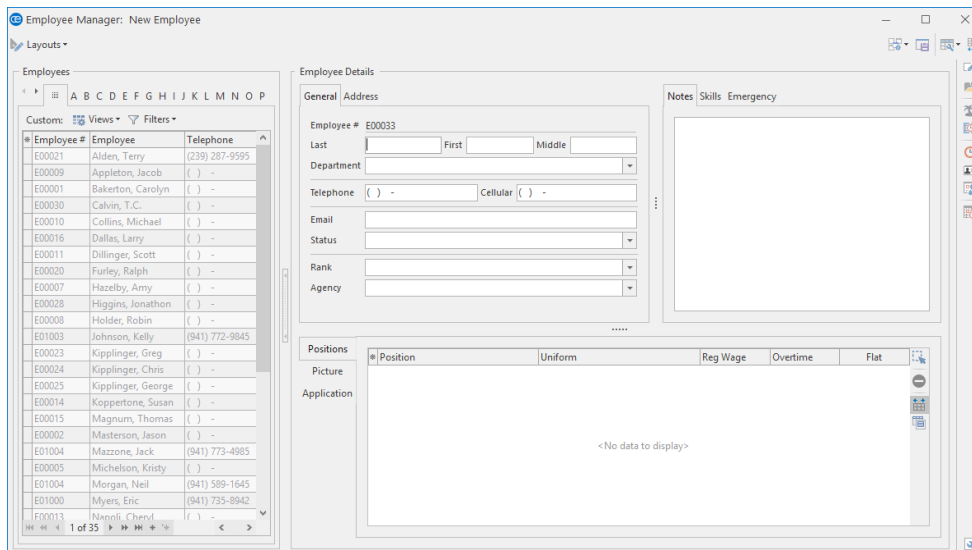 Employee Manager: New Employee
Layouts
Employees
A B C D E F G H I J K L M N O P
Custom: Views Filters
Employee # Employee Telephone
E00021 Alden, Terry (239) 287-9595
E00009 Appleton, Jacob ( ) -
E00001 Bakerton, Carolyn ( ) -
E00030 Calvin, T.C. ( ) -
E00010 Collins, Michael ( ) -
E00016 Dallas, Larry ( ) -
E00011 Dillinger, Scott ( ) -
E00020 Furley, Ralph ( ) -
E00007 Hazelby, Amy ( ) -
E00028 Higgins, Jonathon ( ) -
E00008 Holder, Robin ( ) -
E01003 Johnson, Kelly (941) 772-9845
E00023 Kipplinger, Greg ( ) -
E00024 Kipplinger, Chris ( ) -
E00025 Kipplinger, George ( ) -
E00014 Koppertone, Susan ( ) -
E00015 Magnum, Thomas ( ) -
E00002 Masterson, Jason ( ) -
E01004 Mazzone, Jack (941) 773-4985
E00005 Michelson, Kristy ( ) -
E01004 Morgan, Neil (941) 589-1645
E01000 Myers, Eric (941) 735-8942
E00013 Napoli, Cheryl ( ) -
1 of 35
Employee Details
General Address
Employee # E00033
Last First Middle
Department
Telephone ( ) - Cellular ( ) -
Email
Status
Rank
Agency
Notes Skills Emergency
Positions
Picture
Application
Position Uniform Reg Wage Overtime Flat
<No data to display>